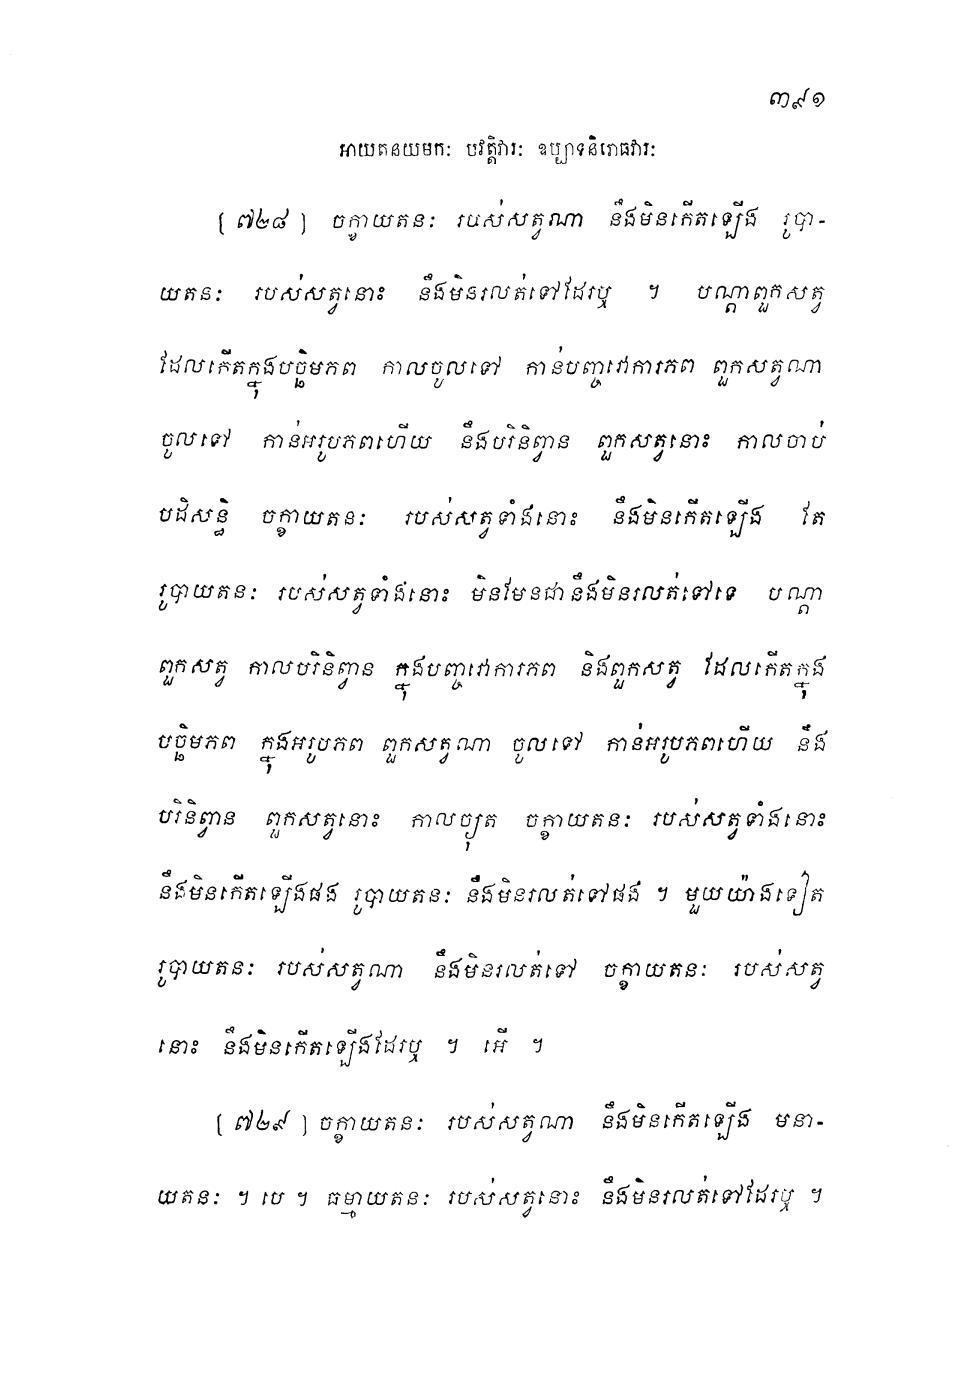 ៣៩១
អាយតនយមកៈ បវត្តិវារៈ ឧប្បាទនិរោធវារៈ
[ ៧២៨ ] ចក្ខាយតនៈ របស់សត្វណា នឹងមិនកើតឡើង រូបា-
យតនៈ របស់សត្វនោះ នឹងមិនរលត់ទៅដែរឬ ។ បណ្តាពួកសត្វ
ដែលកើតក្នុងបច្ឆិមភព កាលចូលទៅ កាន់បញ្ចវោការភព ពួកសត្វណា
ចូលទៅ កាន់អរូបភពហើយ នឹងបរិនិព្វាន ពួកសត្វនោះ កាលចាប់
បដិសន្ធិ ចក្ខាយតនៈ របស់សត្វទាំងនោះ នឹងមិនកើតឡើង តែ
រូបាយតនៈ របស់សត្វទាំងនោះ មិនមែនជានឹងមិនរលត់ទៅទេ បណ្តា
ពួកសត្វ កាលបរិនិព្វាន ក្នុងបញ្ចវោការភព និងពួកសត្វ ដែលកើតក្នុង
បច្ឆិមភព ក្នុងអរូបភព ពួកសត្វណា ចូលទៅ កាន់អរូបភពហើយ នឹង
បរិនិព្វាន ពួកសត្វនោះ កាលច្យុត ចក្ខាយតនៈ របស់សត្វទាំងនោះ
នឹងមិនកើតឡើងផង រូបាយតនៈ នឹងមិនរលត់ទៅផង ។ មួយយ៉ាងទៀត
រូបាយតនៈ របស់សត្វណា នឹងមិនរលត់ទៅ ចក្ខាយតនៈ របស់សត្វ
នោះ នឹងមិនកើតឡើងដែរឬ ។ អើ ។
[ ៧២៩ ] ចក្ខាយតនៈ របស់សត្វណា នឹងមិនកើតឡើង មនា-
យតនៈ ។ បេ ។ ធម្មាយតនៈ របស់សត្វនោះ នឹងមិនរលត់ទៅដែរឬ ។